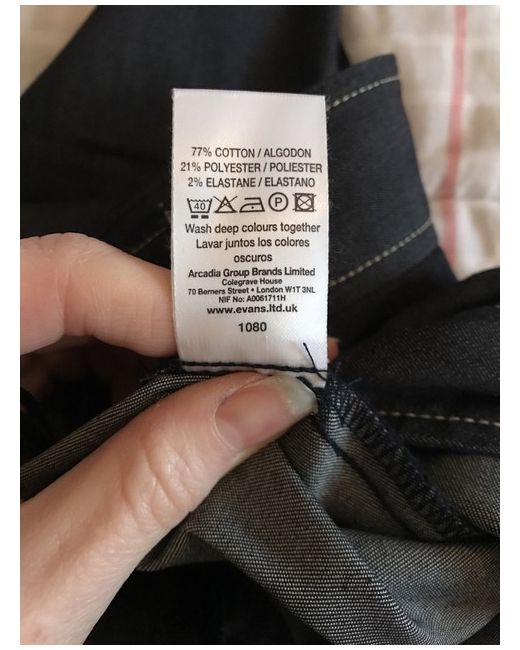 77% COTTON / ALGODON
21% POLYESTER / POLIESTER
2% ELASTANE / ELASTANO
40 P
Wash deep colours together
Lavar juntos los colores
oscuros
Arcadia Group Brands Limited
Colegrave House
70 Berners Street • London W1T 3NL
NIF No: A0061711H
www.evans.ltd.uk
1080